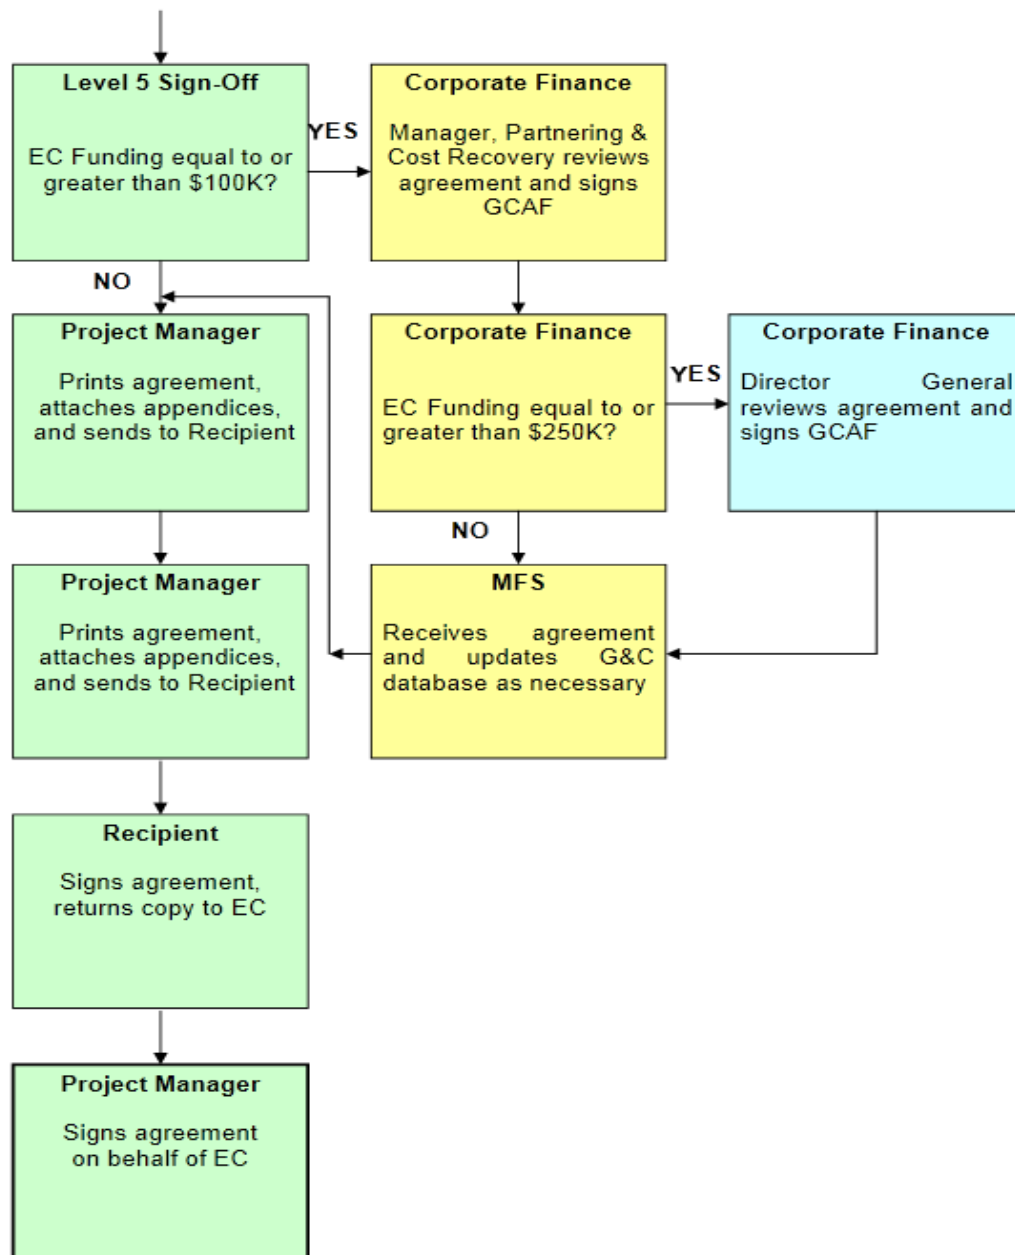 Level 5 Sign-Off
EC Funding equal to or
greater than $100K?
YES
Corporate Finance
Manager, Partnering &
Cost Recovery reviews
agreement and signs
GCAF
NO
Project Manager
Prints agreement,
attaches appendices,
and sends to Recipient
Corporate Finance
EC Funding equal to or
greater than $250K?
YES
Corporate Finance
Director General
reviews agreement and
signs GCAF
NO
Project Manager
Prints agreement,
attaches appendices,
and sends to Recipient
MFS
Receives agreement
and updates G&C
database as necessary
Recipient
Signs agreement,
returns copy to EC
Project Manager
Signs agreement
on behalf of EC